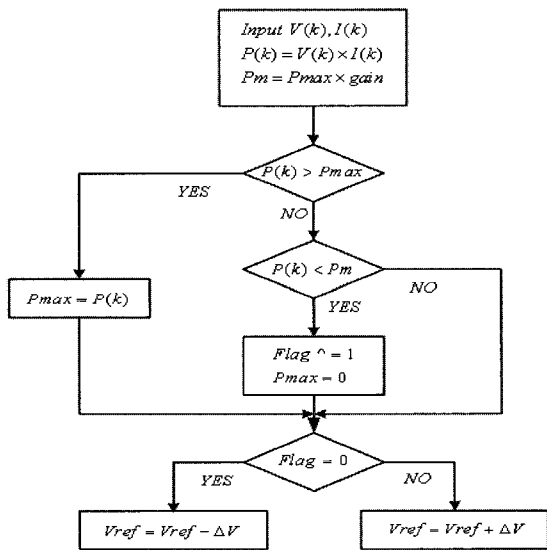 Input V(k), I(k)
P(k) = V(k) × I(k)
Pm = Pmax × gain
P(k) > Pmax
YES
NO
P(k) < Pm
NO
YES
Pmax = P(k)
Flag ^ = 1
Pmax = 0
Flag = 0
YES
NO
Vref = Vref − ΔV
Vref = Vref + ΔV